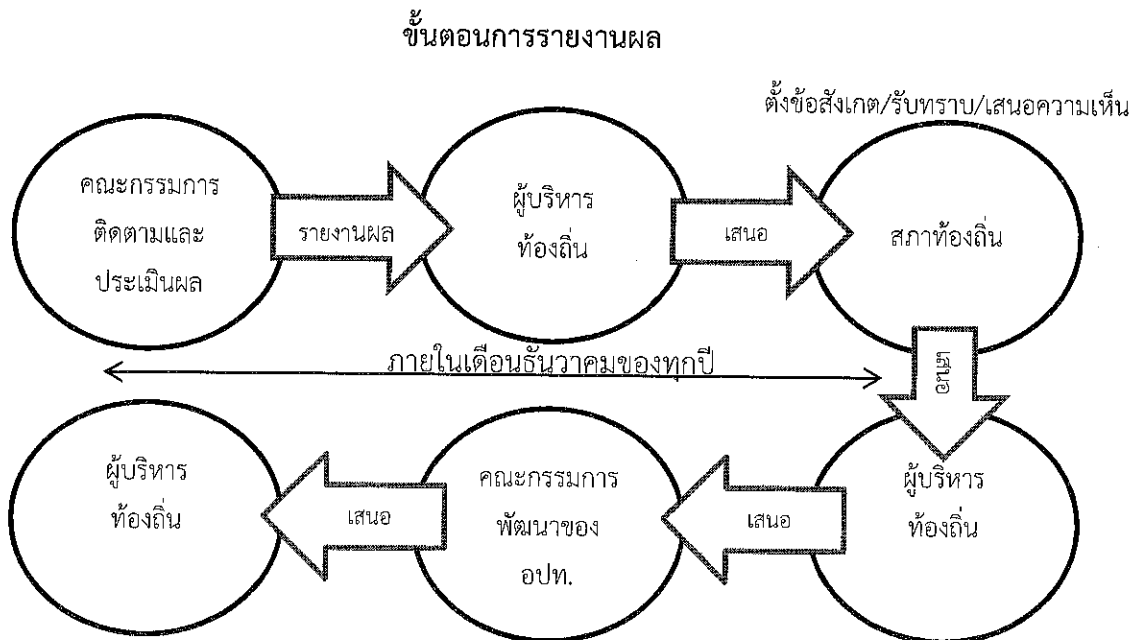 ขั้นตอนการรายงานผล
ตั้งข้อสังเกต/รับทราบ/เสนอความเห็น
คณะกรรมการ
ติดตามและ
ประเมินผล
รายงานผล
ผู้บริหาร
ท้องถิ่น
เสนอ
สภาท้องถิ่น
เสนอ
ภายในเดือนธันวาคมของทุกปี
ผู้บริหาร
ท้องถิ่น
เสนอ
คณะกรรมการ
พัฒนาของ
อปท.
เสนอ
ผู้บริหาร
ท้องถิ่น